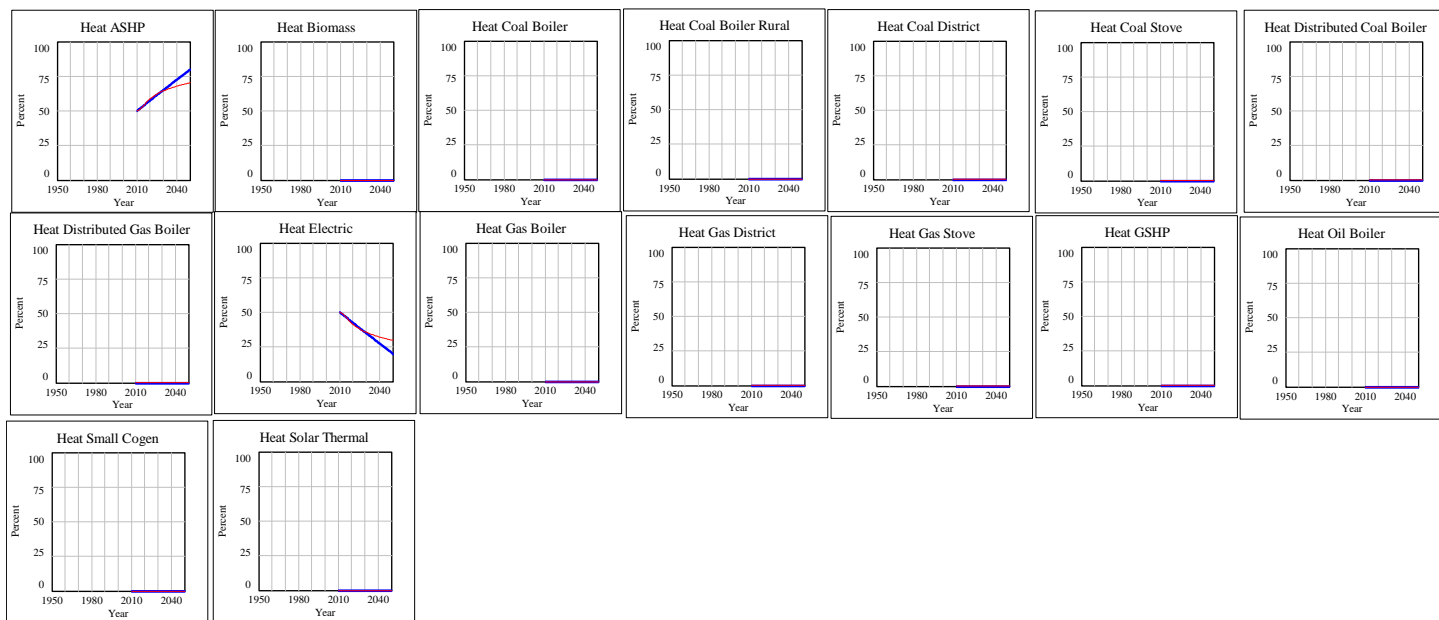 Heat ASHP
100
75
50
25
0
Percent
1950 1980 2010 2040
Year
Heat Biomass
100
75
50
25
0
Percent
1950 1980 2010 2040
Year
Heat Coal Boiler
100
75
50
25
0
Percent
1950 1980 2010 2040
Year
Heat Coal Boiler Rural
100
75
50
25
0
Percent
1950 1980 2010 2040
Year
Heat Coal District
100
75
50
25
0
Percent
1950 1980 2010 2040
Year
Heat Coal Stove
100
75
50
25
0
Percent
1950 1980 2010 2040
Year
Heat Distributed Coal Boiler
100
75
50
25
0
Percent
1950 1980 2010 2040
Year
Heat Distributed Gas Boiler
100
75
50
25
0
Percent
1950 1980 2010 2040
Year
Heat Electric
100
75
50
25
0
Percent
1950 1980 2010 2040
Year
Heat Gas Boiler
100
75
50
25
0
Percent
1950 1980 2010 2040
Year
Heat Gas District
100
75
50
25
0
Percent
1950 1980 2010 2040
Year
Heat Gas Stove
100
75
50
25
0
Percent
1950 1980 2010 2040
Year
Heat GSHP
100
75
50
25
0
Percent
1950 1980 2010 2040
Year
Heat Oil Boiler
100
75
50
25
0
Percent
1950 1980 2010 2040
Year
Heat Small Cogen
100
75
50
25
0
Percent
1950 1980 2010 2040
Year
Heat Solar Thermal
100
75
50
25
0
Percent
1950 1980 2010 2040
Year